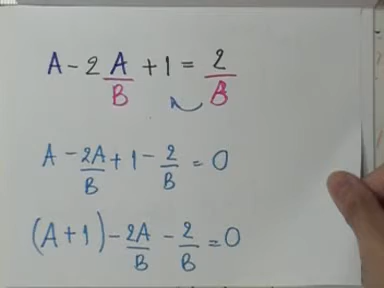 A - 2 A/B + 1 = 2/B
A - 2A/B + 1 - 2/B = 0
(A + 1) - 2A/B - 2/B = 0